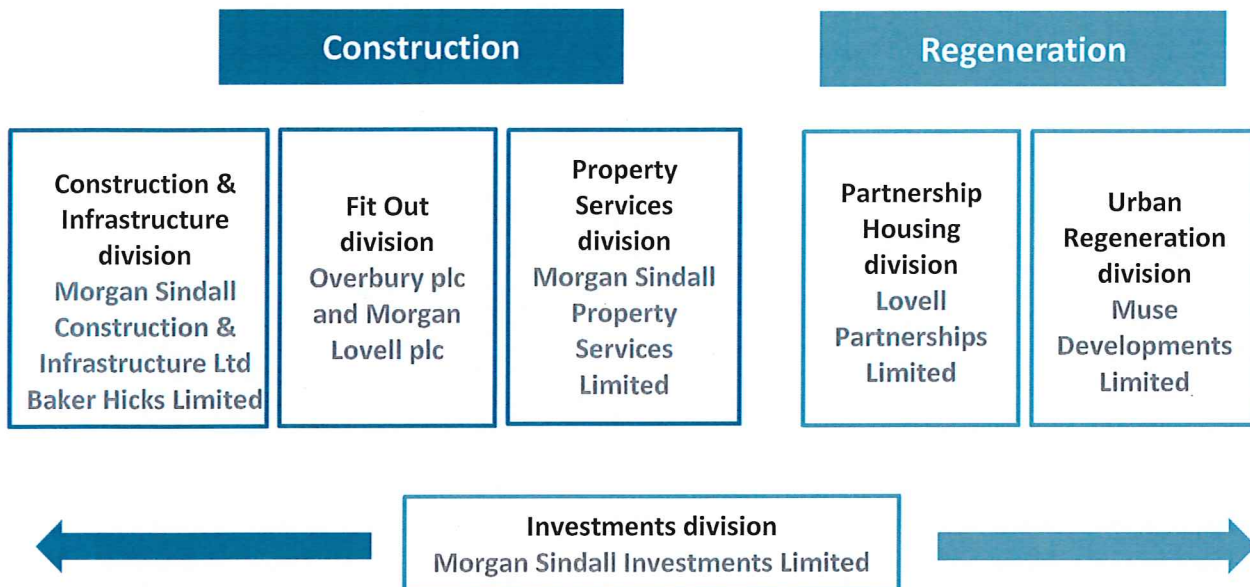 Construction
Regeneration
Construction &
Infrastructure
division
Morgan Sindall
Construction &
Infrastructure Ltd
Baker Hicks Limited
Fit Out
division
Overbury plc
and Morgan
Lovell plc
Property
Services
division
Morgan Sindall
Property
Services
Limited
Partnership
Housing
division
Lovell
Partnerships
Limited
Urban
Regeneration
division
Muse
Developments
Limited
Investments division
Morgan Sindall Investments Limited